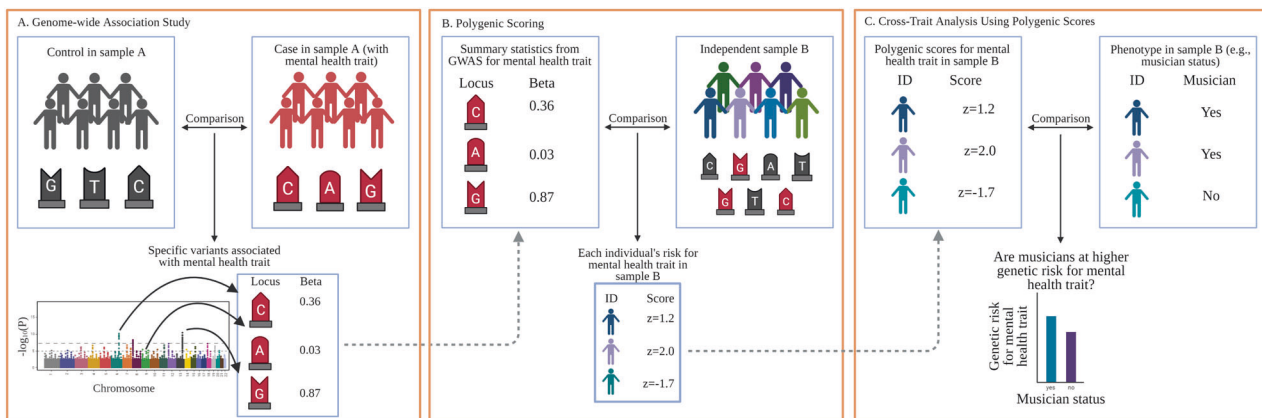 A. Genome-wide Association Study
Control in sample A
Case in sample A (with
mental health trait)
Comparison
G T C
C A G
Specific variants associated
with mental health trait
Locus Beta
C 0.36
A 0.03
G 0.87
-log10(P)
Chromosome
B. Polygenic Scoring
Summary statistics from
GWAS for mental health trait
Locus Beta
C 0.36
A 0.03
G 0.87
Comparison
Independent sample B
C G A T
G T C
Each individual's risk for
mental health trait in
sample B
ID Score
z=1.2
z=2.0
z=-1.7
C. Cross-Trait Analysis Using Polygenic Scores
Polygenic scores for mental
health trait in sample B
ID Score
z=1.2
z=2.0
z=-1.7
Comparison
Phenotype in sample B (e.g.,
musician status)
ID Musician
Yes
Yes
No
Are musicians at higher
genetic risk for mental
health trait?
Genetic risk
for mental
health trait
yes no
Musician status